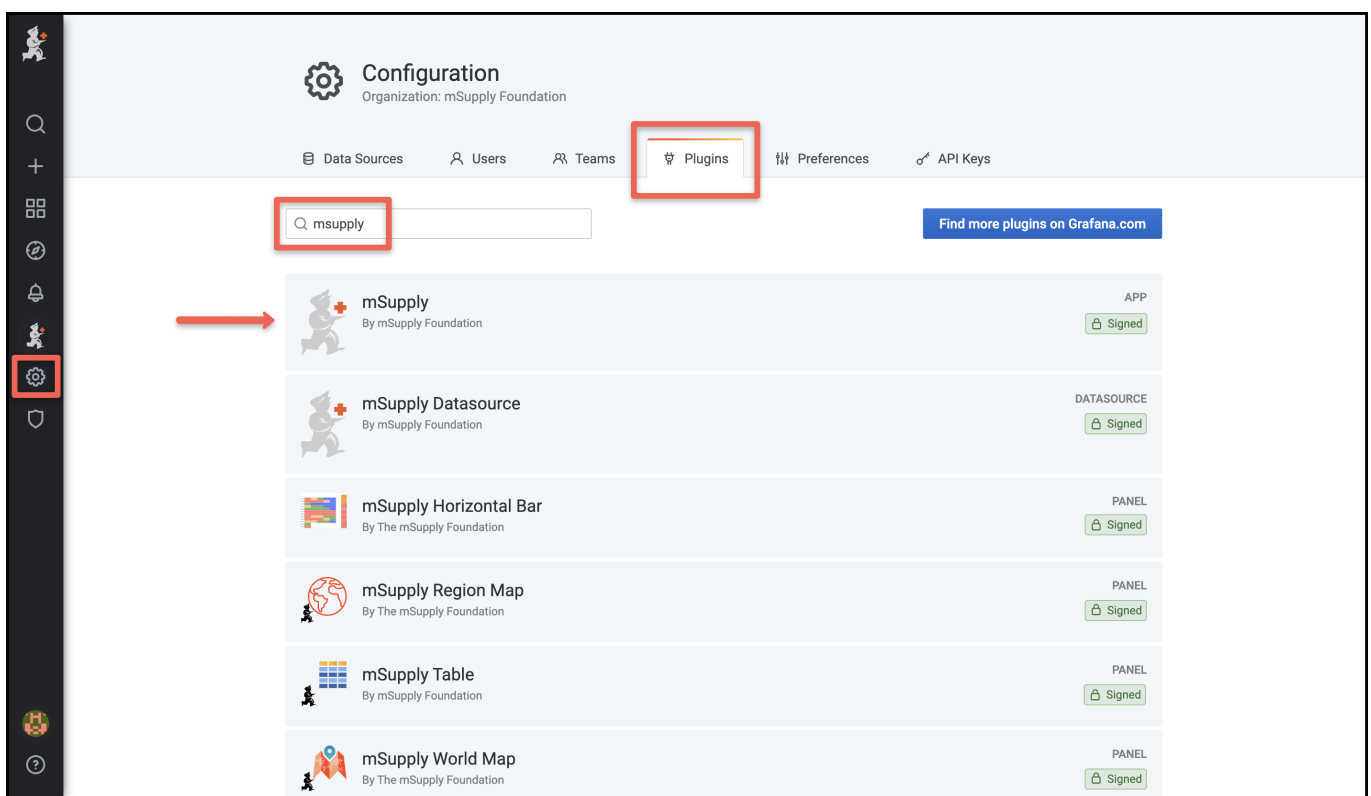 Configuration
Organization: mSupply Foundation
Data Sources Users Teams Plugins Preferences API Keys
msupply Find more plugins on Grafana.com
mSupply APP
By mSupply Foundation Signed
mSupply Datasource DATASOURCE
By mSupply Foundation Signed
mSupply Horizontal Bar PANEL
By The mSupply Foundation Signed
mSupply Region Map PANEL
By The mSupply Foundation Signed
mSupply Table PANEL
By mSupply Foundation Signed
mSupply World Map PANEL
By The mSupply Foundation Signed